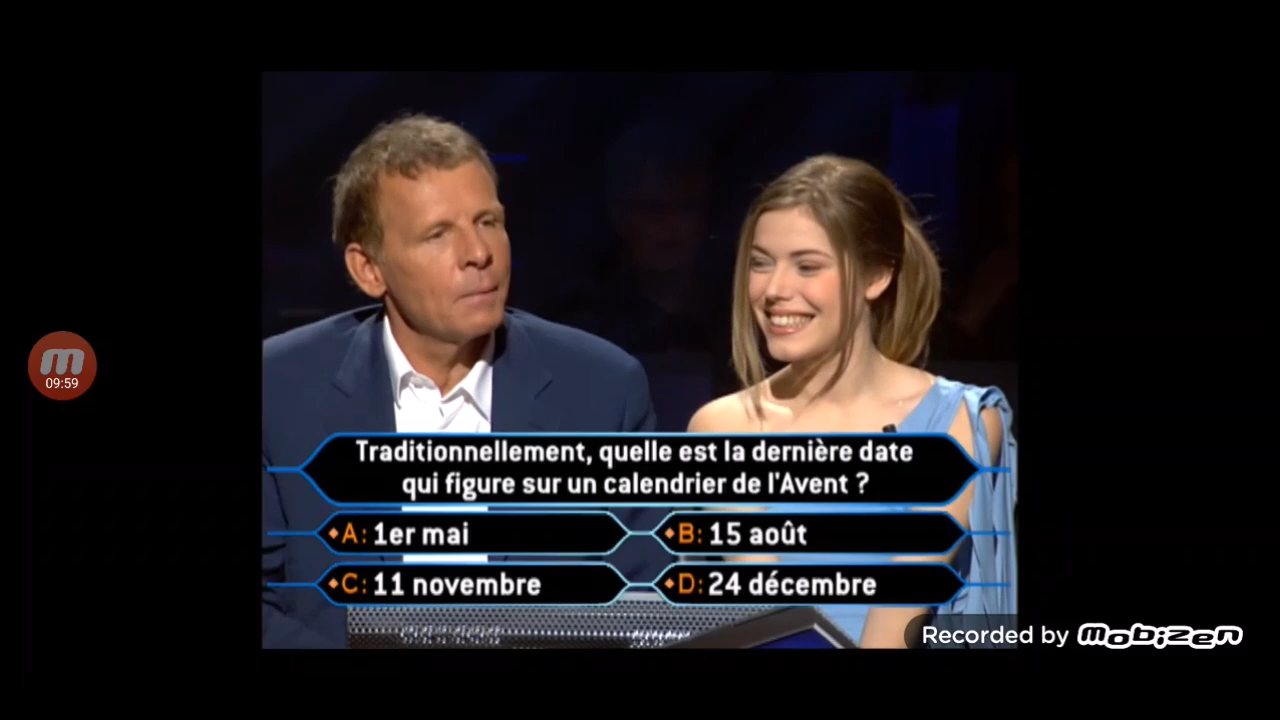 09:59
Traditionnellement, quelle est la dernière date
qui figure sur un calendrier de l'Avent ?
A: 1er mai
B: 15 août
C: 11 novembre
D: 24 décembre
Recorded by mobizen